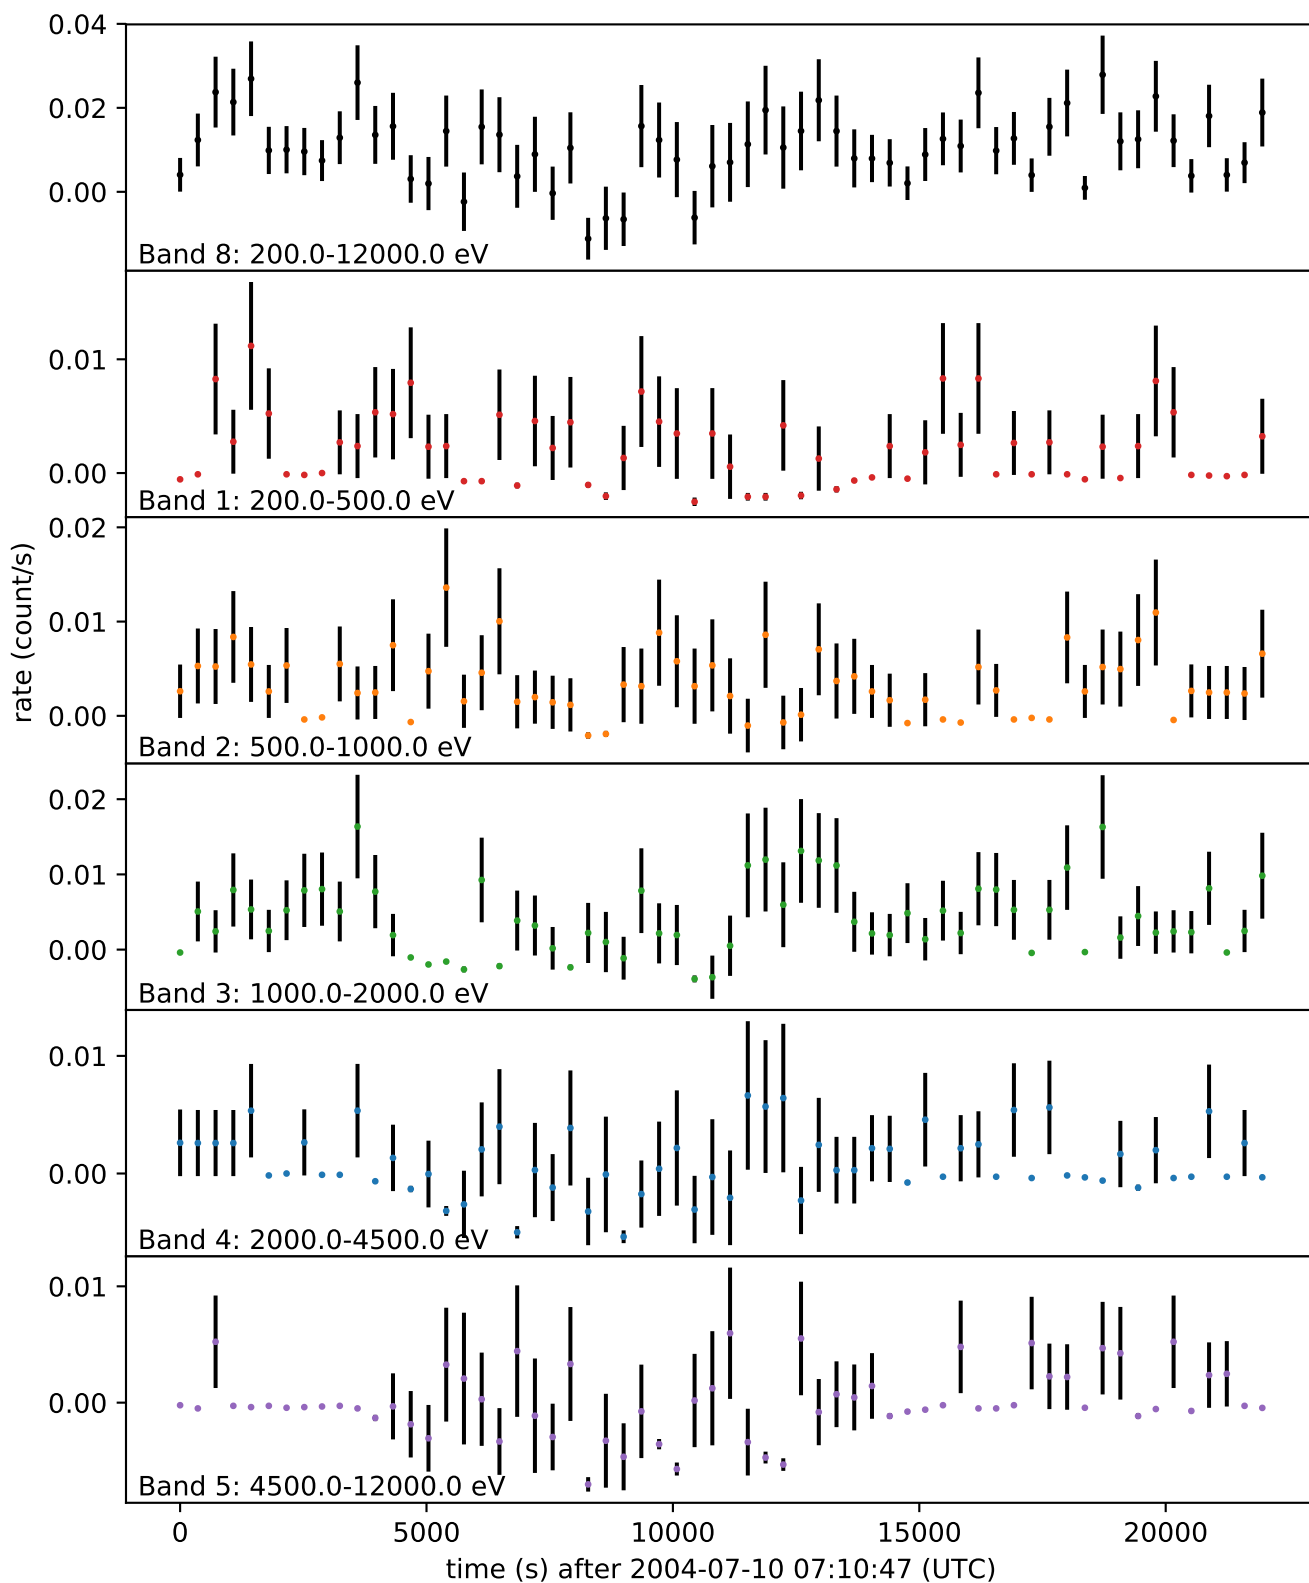 0.04
0.02
0.00
Band 8: 200.0-12000.0 eV
0.01
0.00
Band 1: 200.0-500.0 eV
0.02
0.01
0.00
Band 2: 500.0-1000.0 eV
rate (count/s)
0.02
0.01
0.00
Band 3: 1000.0-2000.0 eV
0.01
0.00
Band 4: 2000.0-4500.0 eV
0.01
0.00
Band 5: 4500.0-12000.0 eV
0 5000 10000 15000 20000
time (s) after 2004-07-10 07:10:47 (UTC)